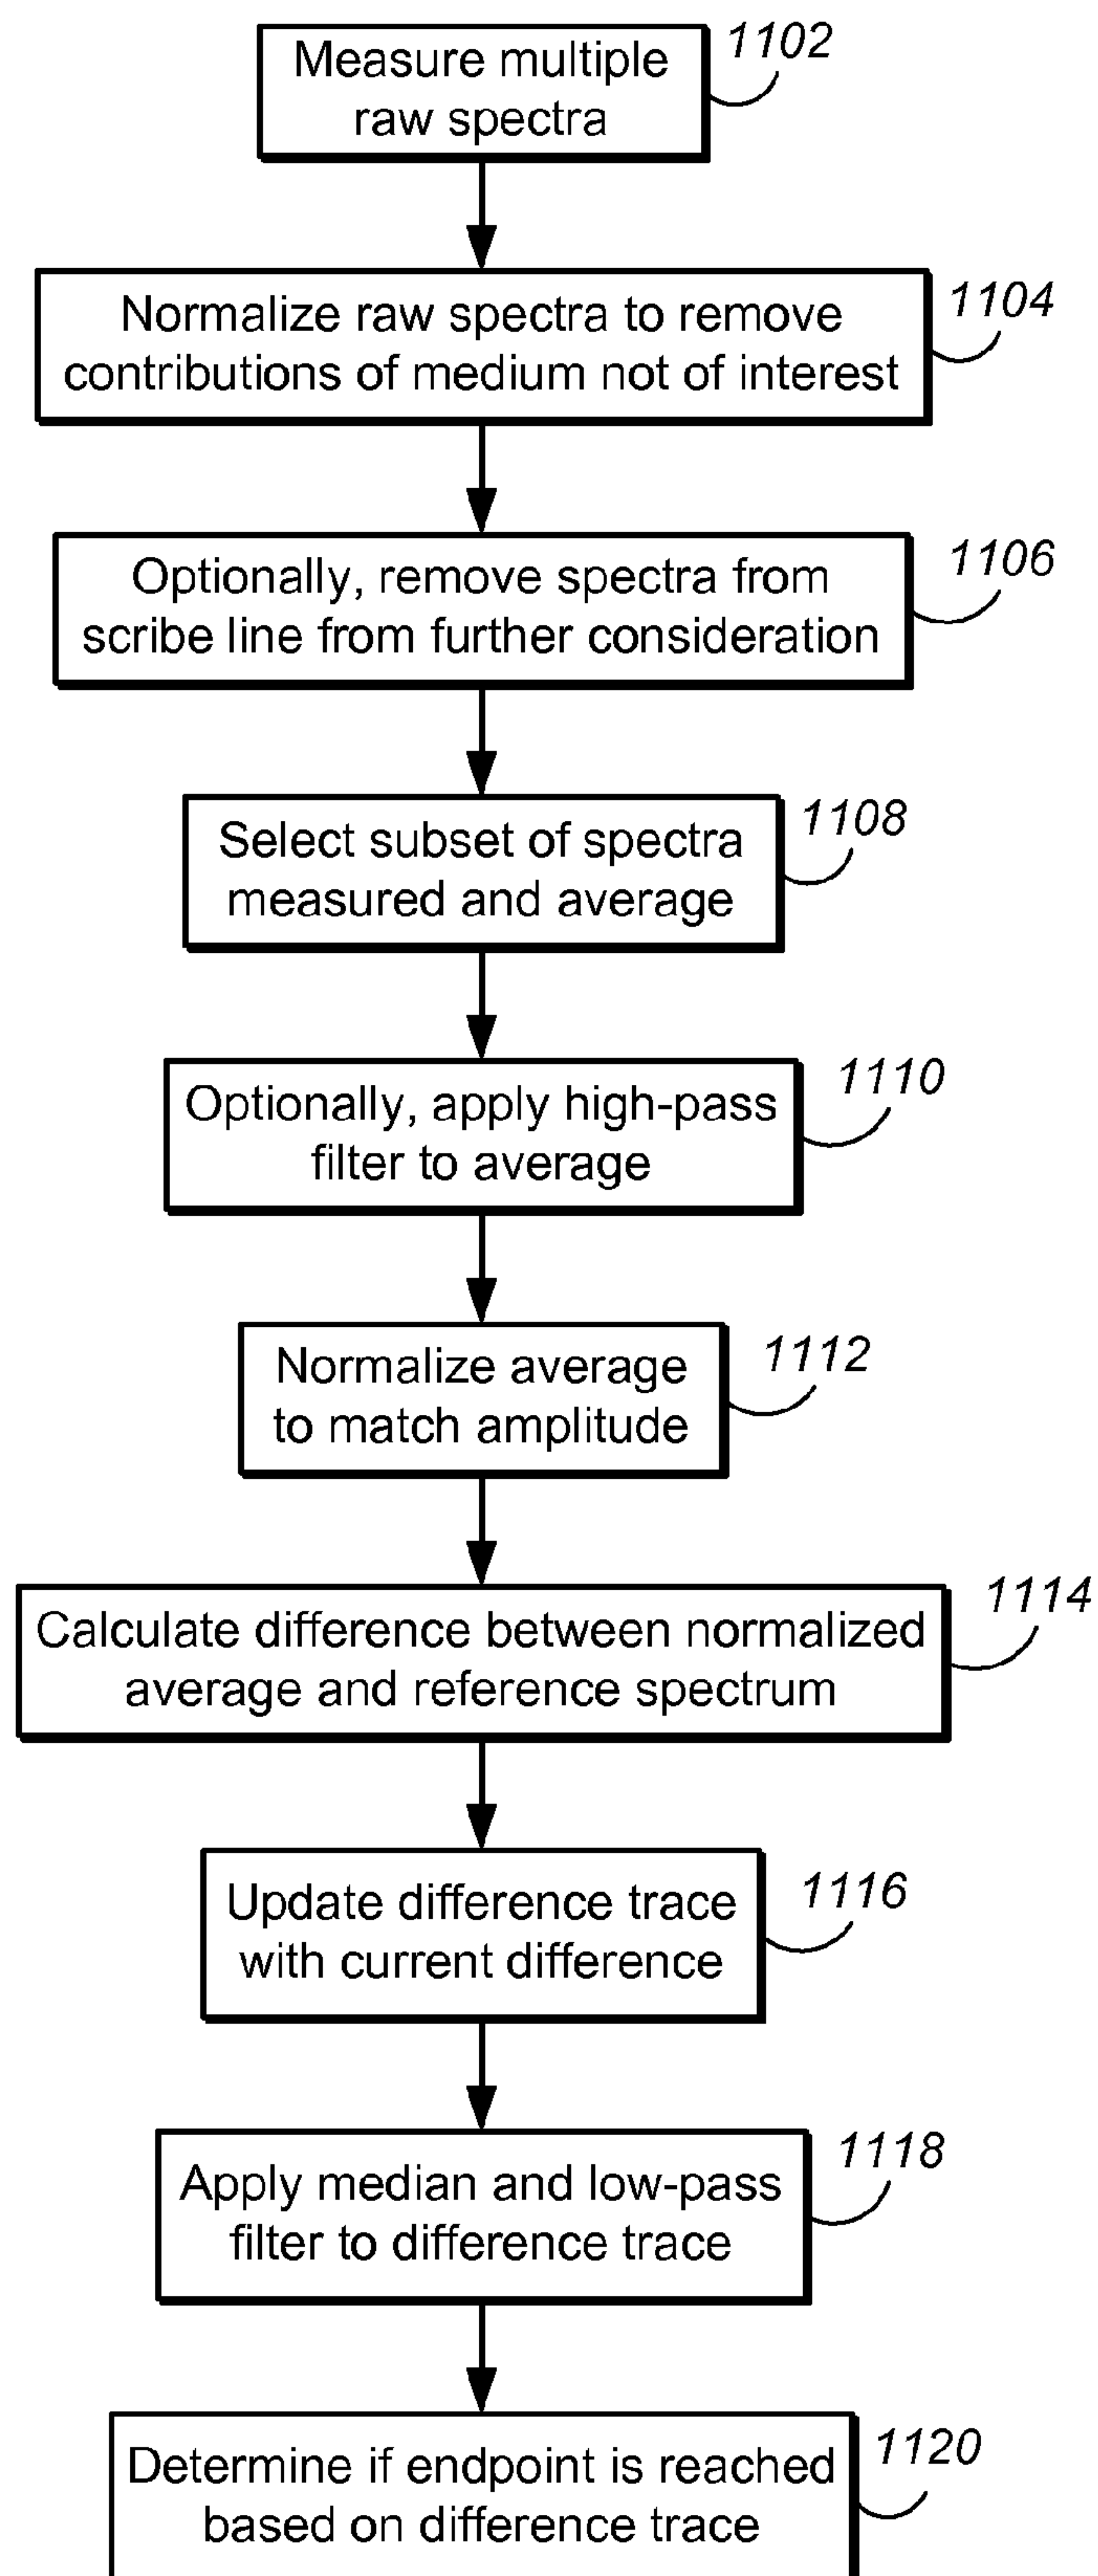 Measure multiple
raw spectra
1102
Normalize raw spectra to remove
contributions of medium not of interest
1104
Optionally, remove spectra from
scribe line from further consideration
1106
Select subset of spectra
measured and average
1108
Optionally, apply high-pass
filter to average
1110
Normalize average
to match amplitude
1112
Calculate difference between normalized
average and reference spectrum
1114
Update difference trace
with current difference
1116
Apply median and low-pass
filter to difference trace
1118
Determine if endpoint is reached
based on difference trace
1120